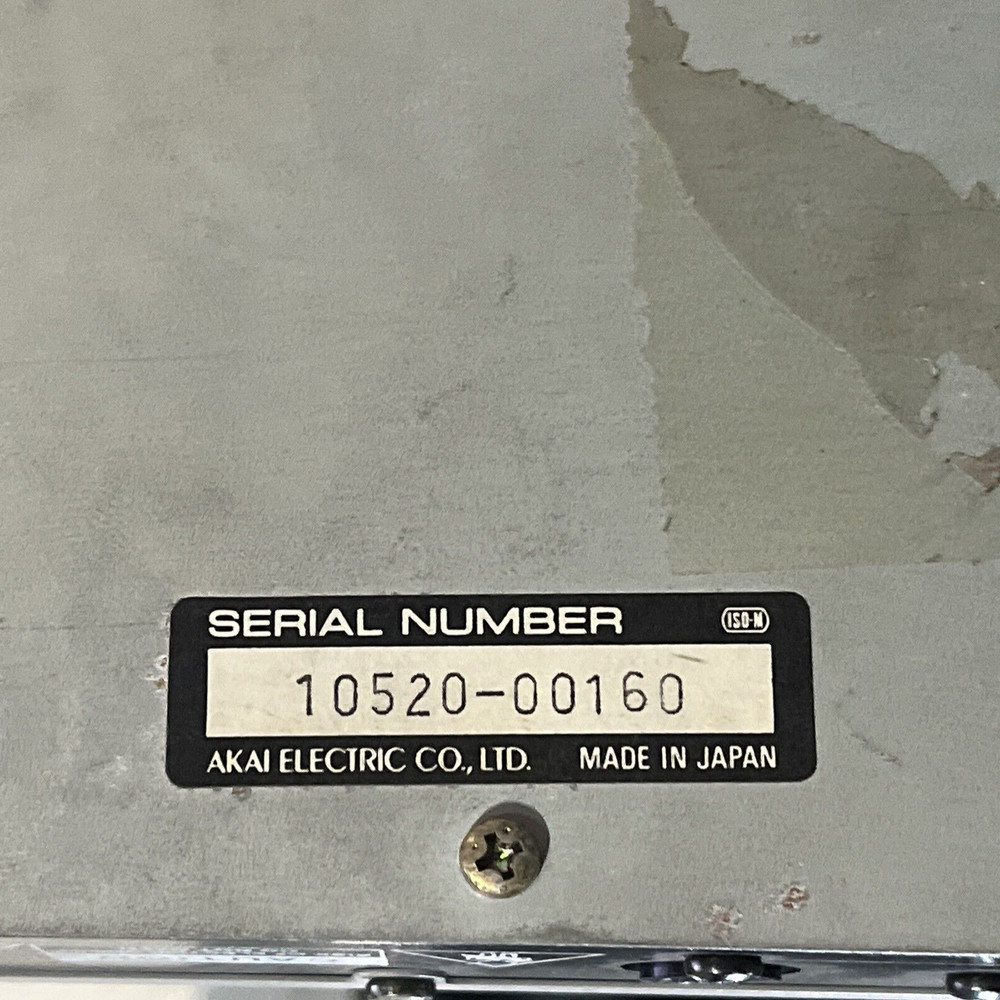 SERIAL NUMBER ISO-M
10520-00160
AKAI ELECTRIC CO., LTD. MADE IN JAPAN